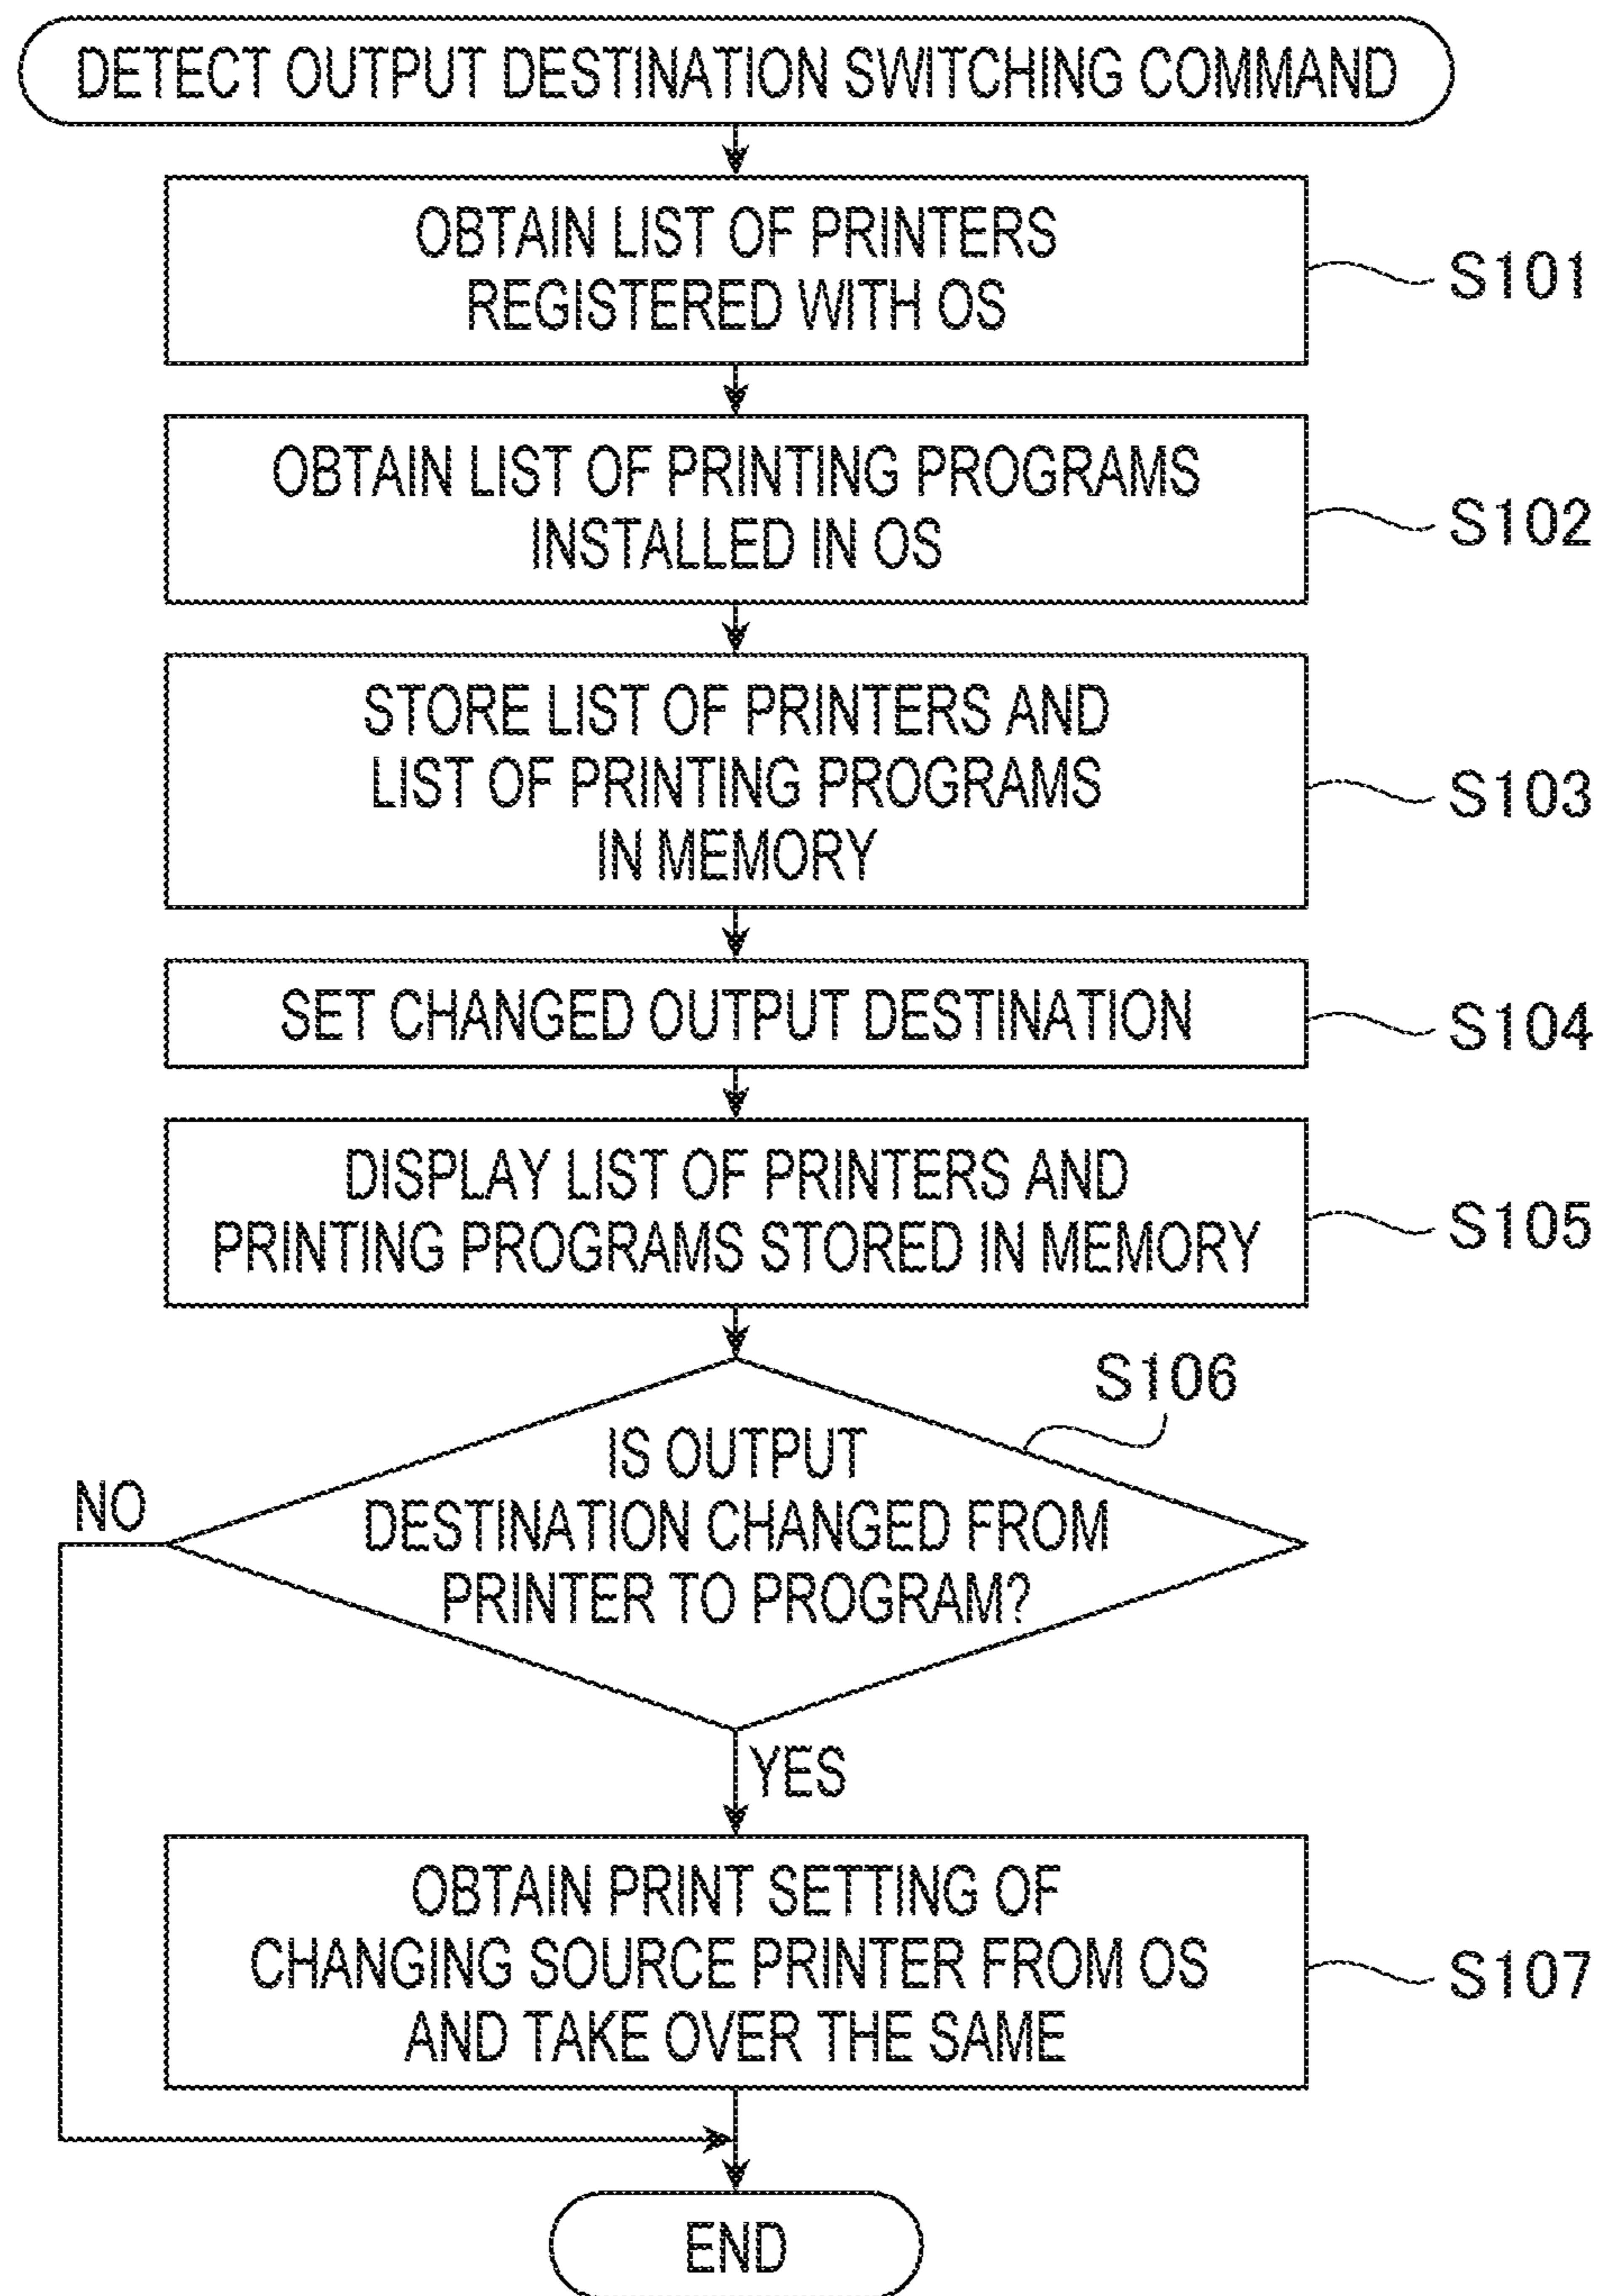 DETECT OUTPUT DESTINATION SWITCHING COMMAND
OBTAIN LIST OF PRINTERS
REGISTERED WITH OS
S101
OBTAIN LIST OF PRINTING PROGRAMS
INSTALLED IN OS
S102
STORE LIST OF PRINTERS AND
LIST OF PRINTING PROGRAMS
IN MEMORY
S103
SET CHANGED OUTPUT DESTINATION
S104
DISPLAY LIST OF PRINTERS AND
PRINTING PROGRAMS STORED IN MEMORY
S105
S106
IS OUTPUT
DESTINATION CHANGED FROM
PRINTER TO PROGRAM?
NO
YES
OBTAIN PRINT SETTING OF
CHANGING SOURCE PRINTER FROM OS
AND TAKE OVER THE SAME
S107
END